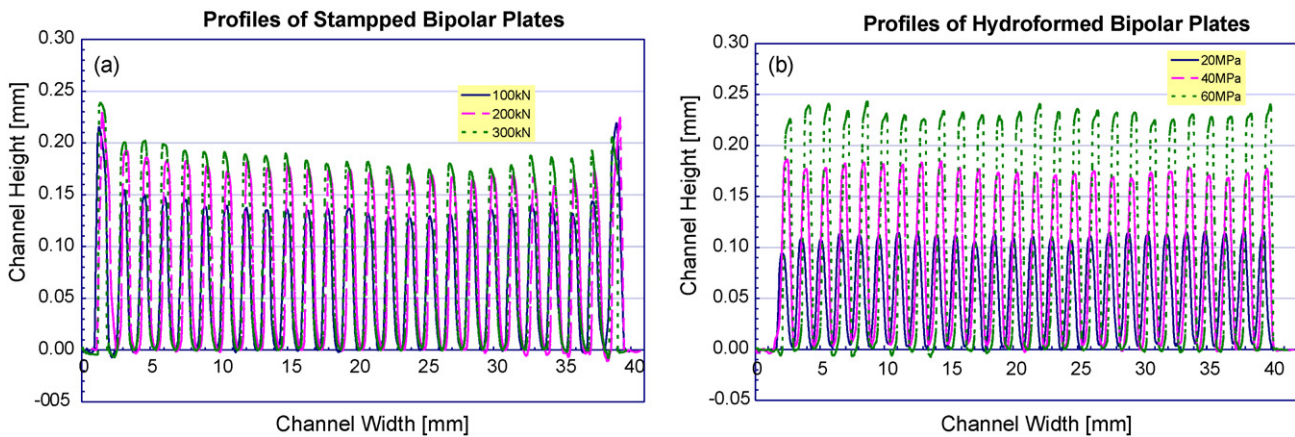 Profiles of Stampped Bipolar Plates
(a)
100kN
200kN
300kN
0.30
0.25
0.20
0.15
0.10
0.05
0.00
-005
0 5 10 15 20 25 30 35 40
Channel Height [mm]
Channel Width [mm]
Profiles of Hydroformed Bipolar Plates
(b)
20MPa
40MPa
60MPa
0.30
0.25
0.20
0.15
0.10
0.05
0.00
-0.05
0 5 10 15 20 25 30 35 40
Channel Height [mm]
Channel Width [mm]